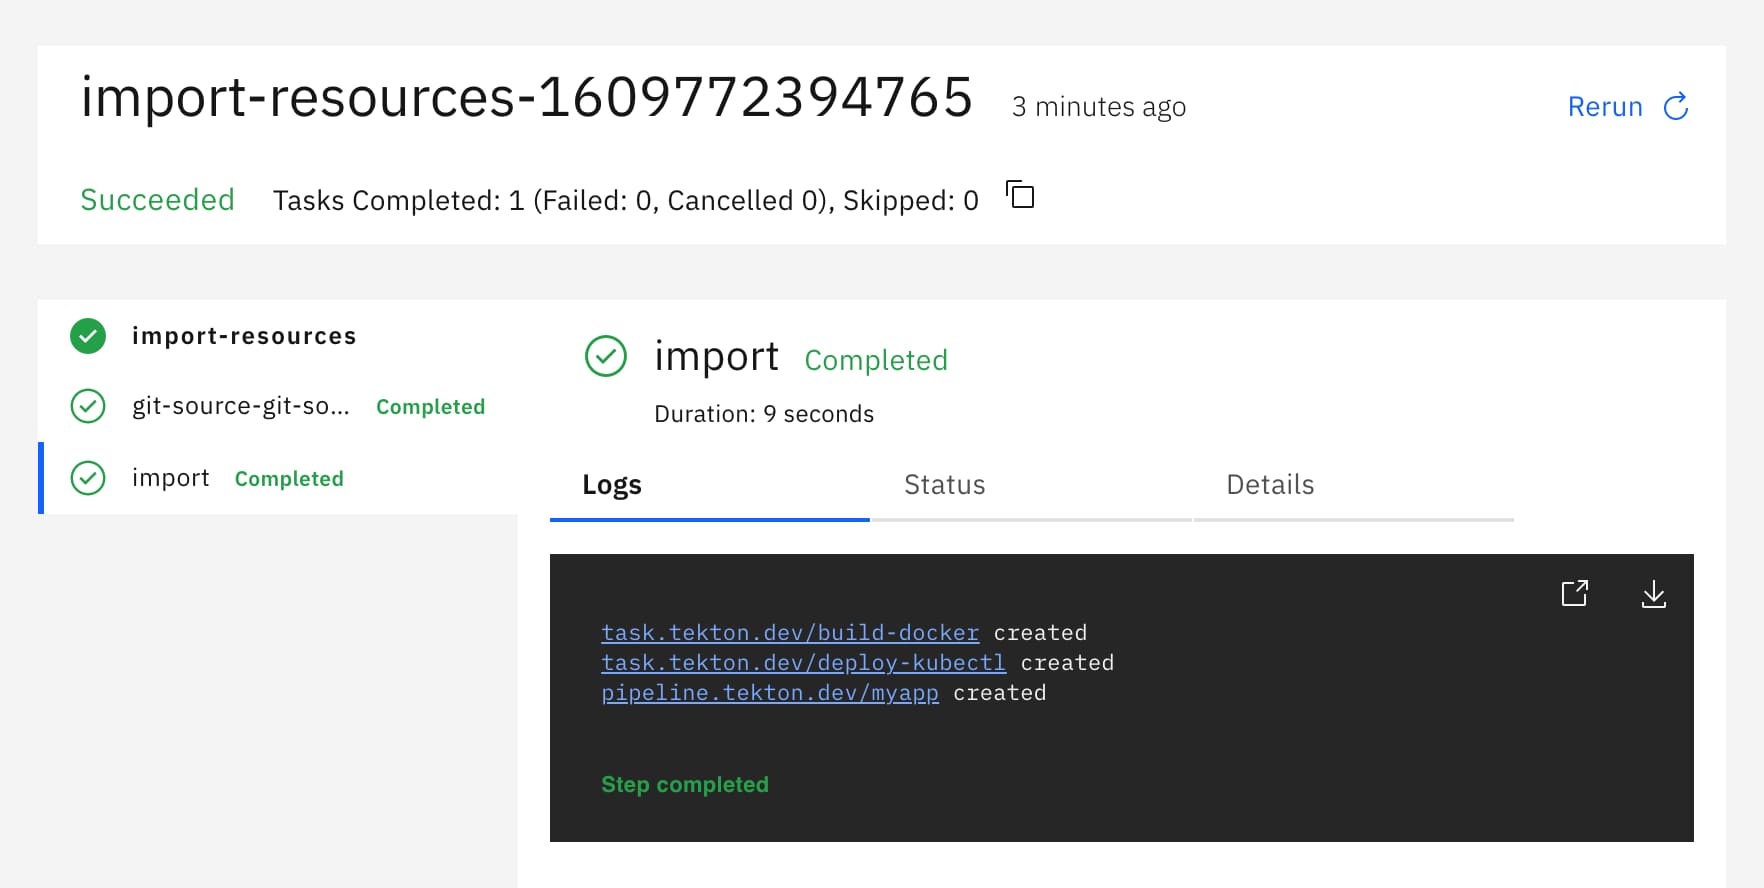 import-resources-1609772394765 3 minutes ago Rerun
Succeeded Tasks Completed: 1 (Failed: 0, Cancelled 0), Skipped: 0
import-resources
git-source-git-so... Completed
import Completed
import Completed
Duration: 9 seconds
Logs Status Details
task.tekton.dev/build-docker created
task.tekton.dev/deploy-kubectl created
pipeline.tekton.dev/myapp created
Step completed